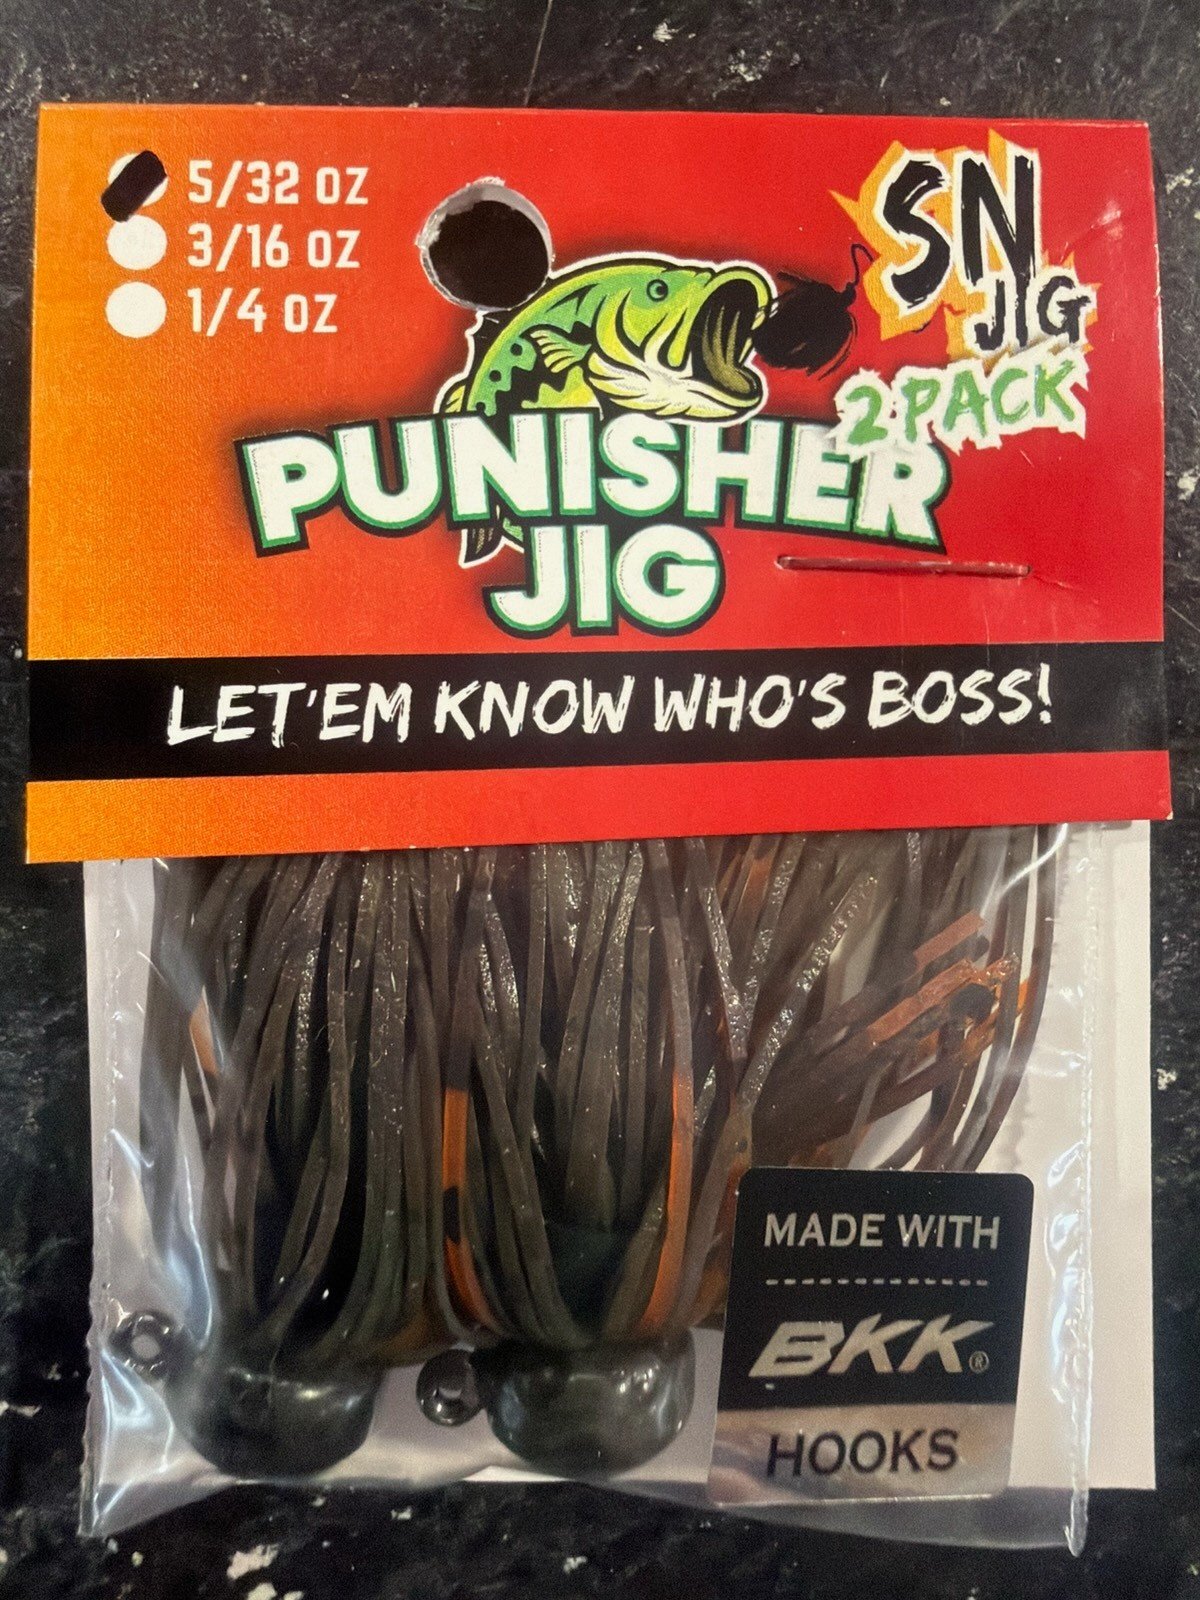 5/32 OZ
3/16 OZ
1/4 OZ
SN
JIG
2 PACK
PUNISHER
JIG
LET'EM KNOW WHO'S BOSS!
MADE WITH
BKK®
HOOKS